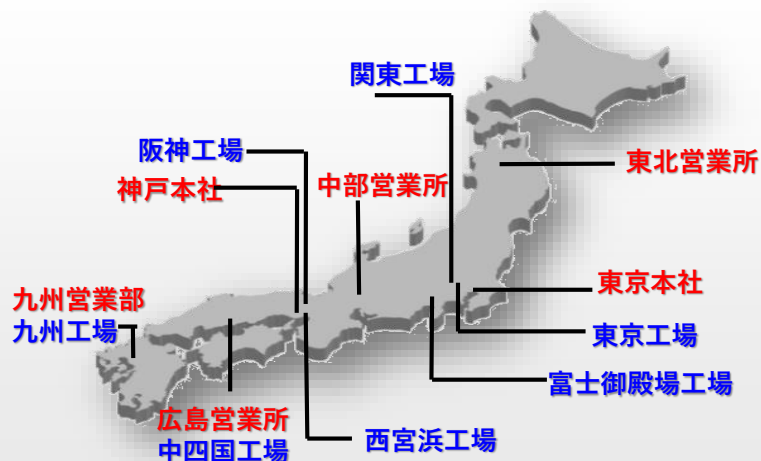 関東工場
阪神工場
東北営業所
神戸本社
中部営業所
東京本社
九州営業部
九州工場
東京工場
富士御殿場工場
広島営業所
中四国工場
西宮浜工場